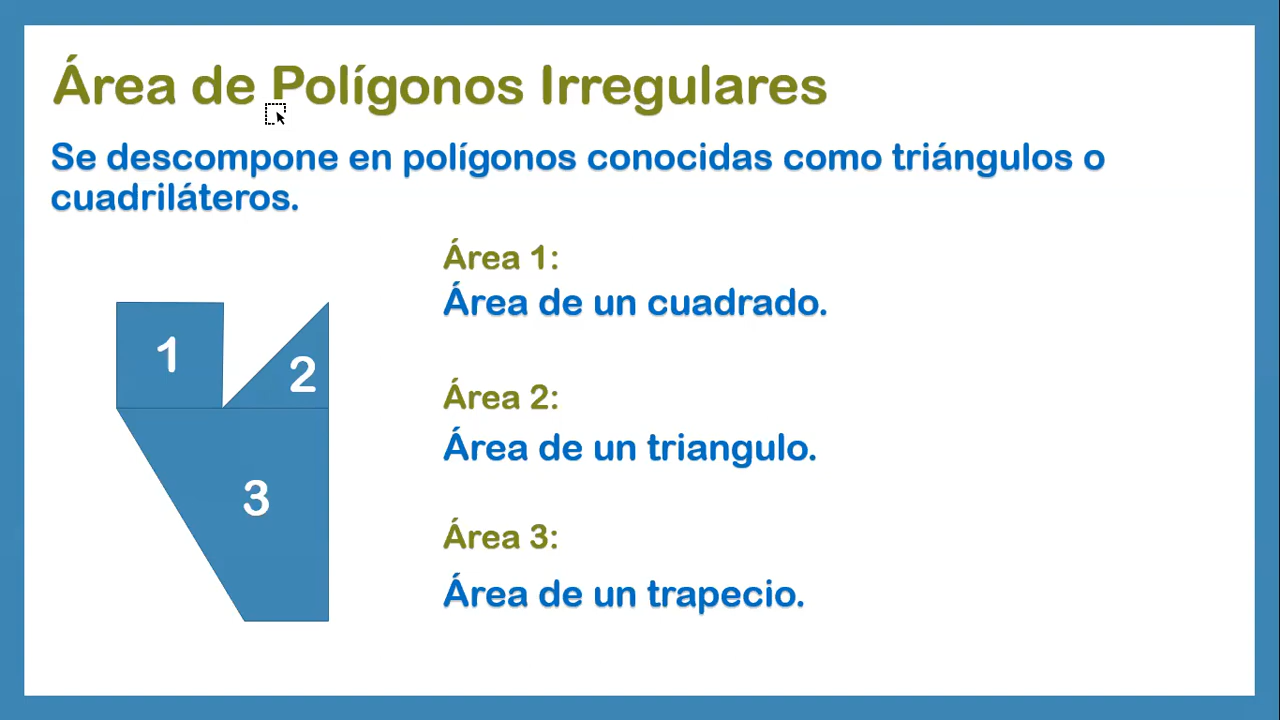 Área de Polígonos Irregulares
Se descompone en polígonos conocidas como triángulos o
cuadriláteros.
Área 1:
Área de un cuadrado.
1
2
Área 2:
Área de un triangulo.
3
Área 3:
Área de un trapecio.